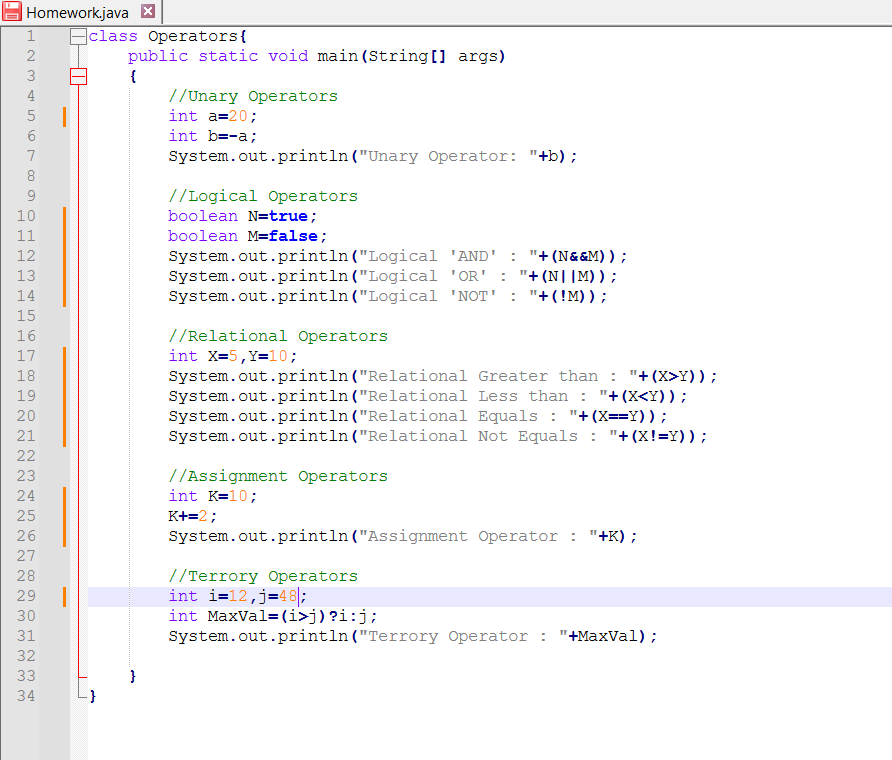 Homework.java
1 class Operators{
2 public static void main(String[] args)
3 {
4 //Unary Operators
5 int a=20;
6 int b=-a;
7 System.out.println("Unary Operator: "+b);
8
9 //Logical Operators
10 boolean N=true;
11 boolean M=false;
12 System.out.println("Logical 'AND' : "+(N&&M));
13 System.out.println("Logical 'OR' : "+(N||M));
14 System.out.println("Logical 'NOT' : "+(!M));
15
16 //Relational Operators
17 int X=5,Y=10;
18 System.out.println("Relational Greater than : "+(X>Y));
19 System.out.println("Relational Less than : "+(X<Y));
20 System.out.println("Relational Equals : "+(X==Y));
21 System.out.println("Relational Not Equals : "+(X!=Y));
22
23 //Assignment Operators
24 int K=10;
25 K+=2;
26 System.out.println("Assignment Operator : "+K);
27
28 //Terrory Operators
29 int i=12,j=48;
30 int MaxVal=(i>j)?i:j;
31 System.out.println("Terrory Operator : "+MaxVal);
32
33 }
34 }